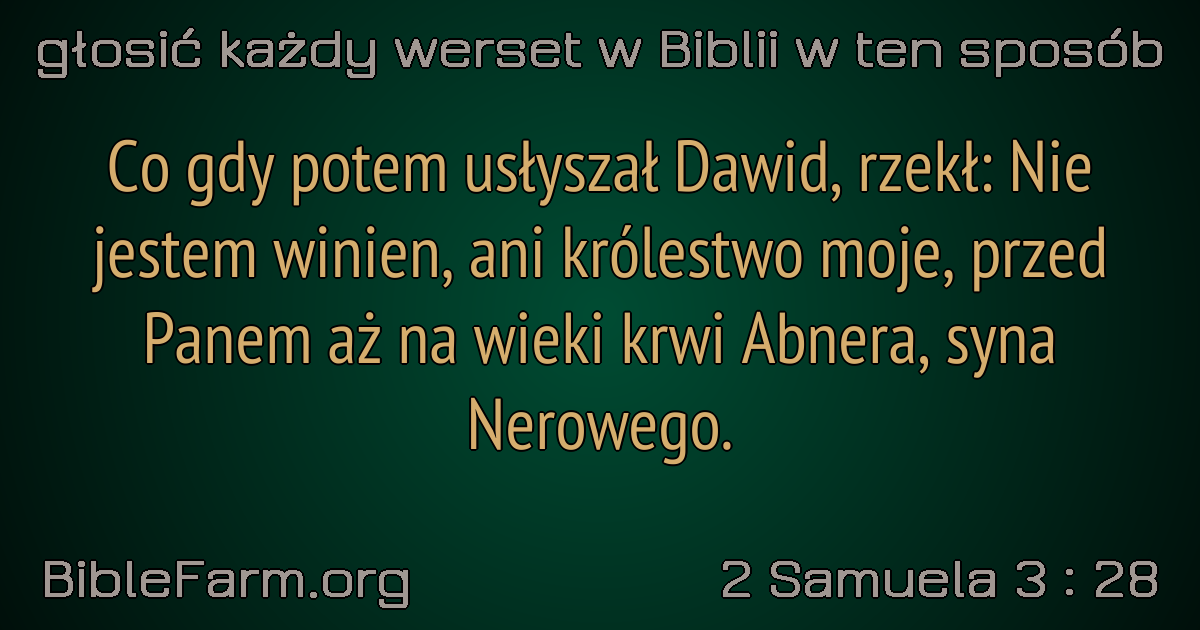 głosić każdy werset w Biblii w ten sposób
Co gdy potem usłyszał Dawid, rzekł: Nie
jestem winien, ani królestwo moje, przed
Panem aż na wieki krwi Abnera, syna
Nerowego.
BibleFarm.org
2 Samuela 3 : 28